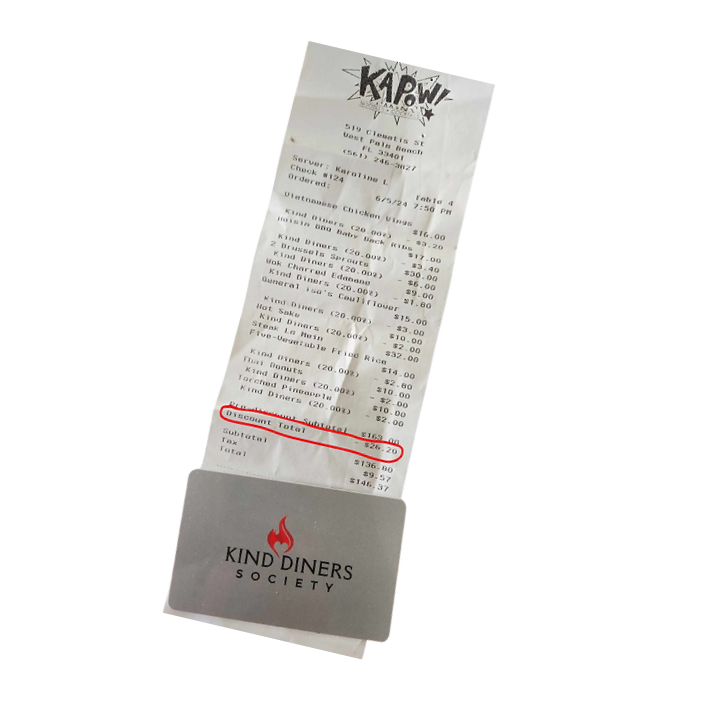 KAPOW!
519 Clematis St
West Palm Beach
FL 33401
(561) 246-3827
Server: Karoline L
Check #124 Table 4
Ordered: 6/5/24 7:50 PM
Vietnamese Chicken Wings $16.00
Kind Diners (20.00%) - $3.20
Hoisin BBQ Baby Back Ribs $17.00
Kind Diners (20.00%) - $3.40
2 Brussels Sprouts $30.00
Kind Diners (20.00%) - $6.00
Wok Charred Edamame $9.00
Kind Diners (20.00%) - $1.80
General Tso's Cauliflower $15.00
Kind Diners (20.00%) - $3.00
Hot Sake $10.00
Kind Diners (20.00%) - $2.00
Steak Lo Mein $32.00
Five-Vegetable Fried Rice $14.00
Kind Diners (20.00%) - $2.80
Thai Donuts $10.00
Kind Diners (20.00%) - $2.00
Torched Pineapple $10.00
Kind Diners (20.00%) - $2.00
Pre-Discount Subtotal $163.00
Discount Total - $26.20
Subtotal $136.80
Tax $9.57
Total $146.37
KIND DINERS
SOCIETY